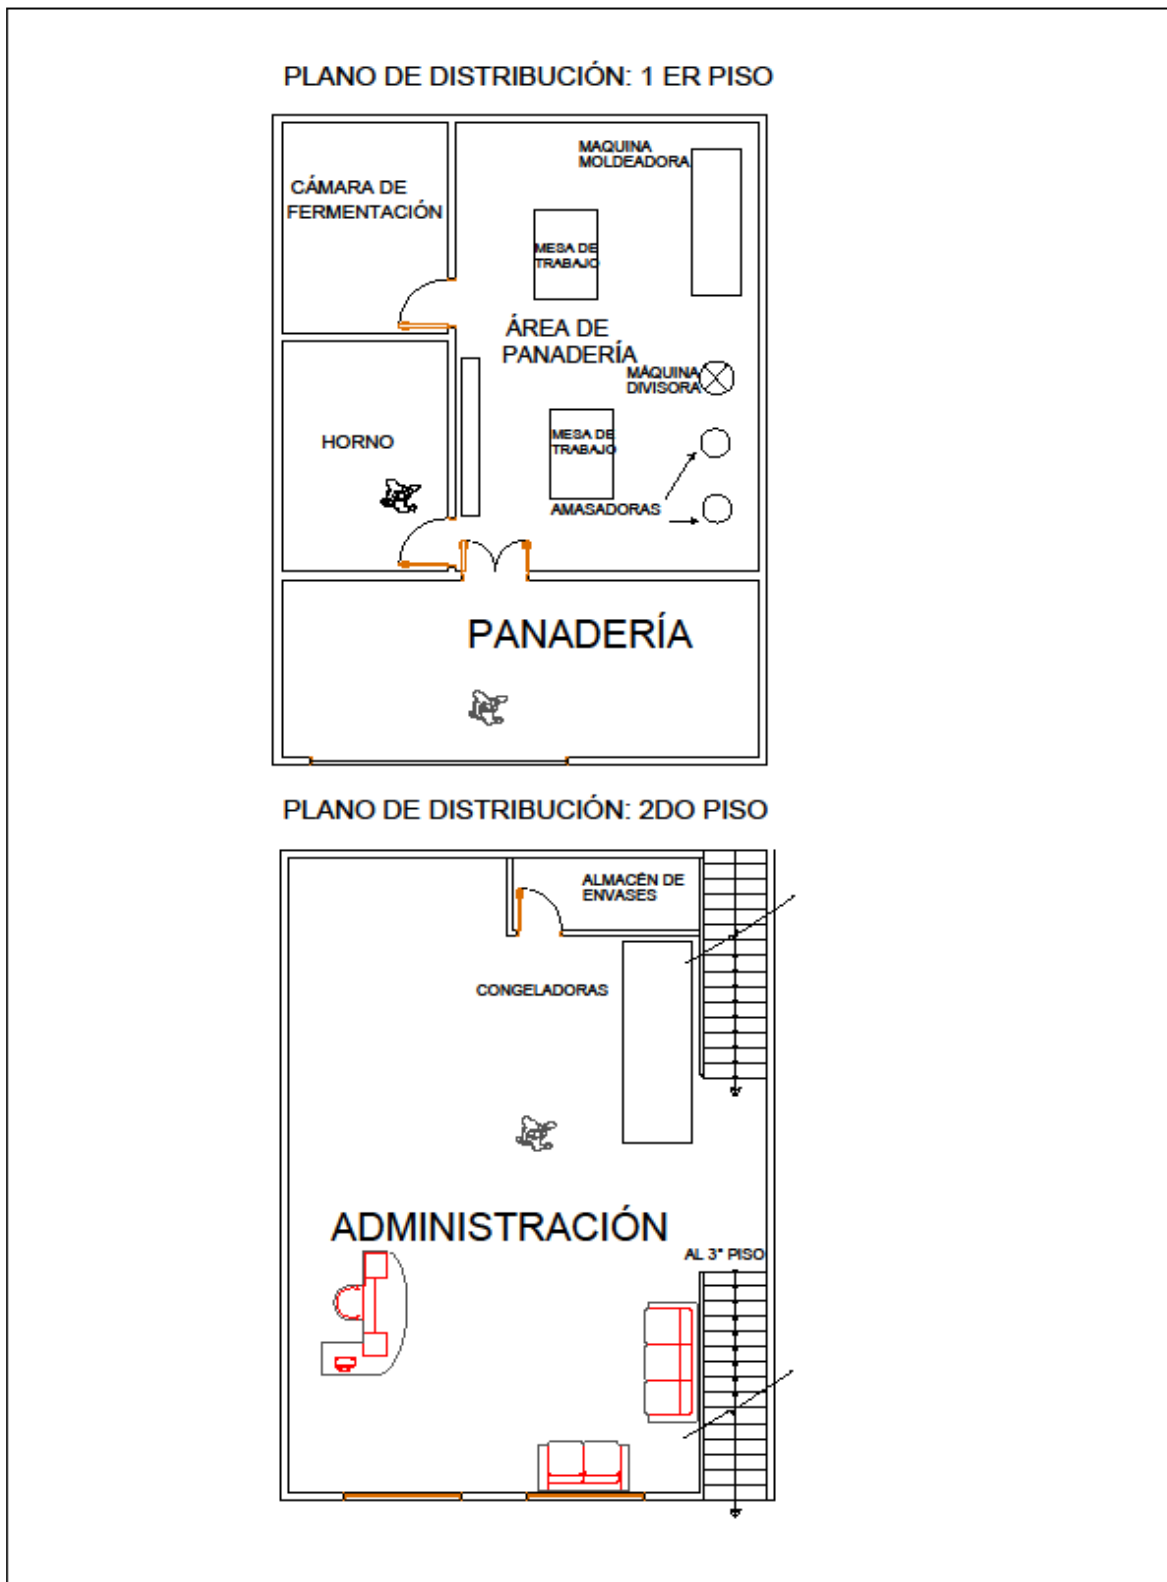 PLANO DE DISTRIBUCIÓN: 1 ER PISO
MAQUINA
MOLDEADORA
CÁMARA DE
FERMENTACIÓN
MESA DE
TRABAJO
ÁREA DE
PANADERÍA
MÁQUINA
DIVISORA
HORNO
MESA DE
TRABAJO
AMASADORAS
PANADERÍA
PLANO DE DISTRIBUCIÓN: 2DO PISO
ALMACÉN DE
ENVASES
CONGELADORAS
ADMINISTRACIÓN
AL 3° PISO